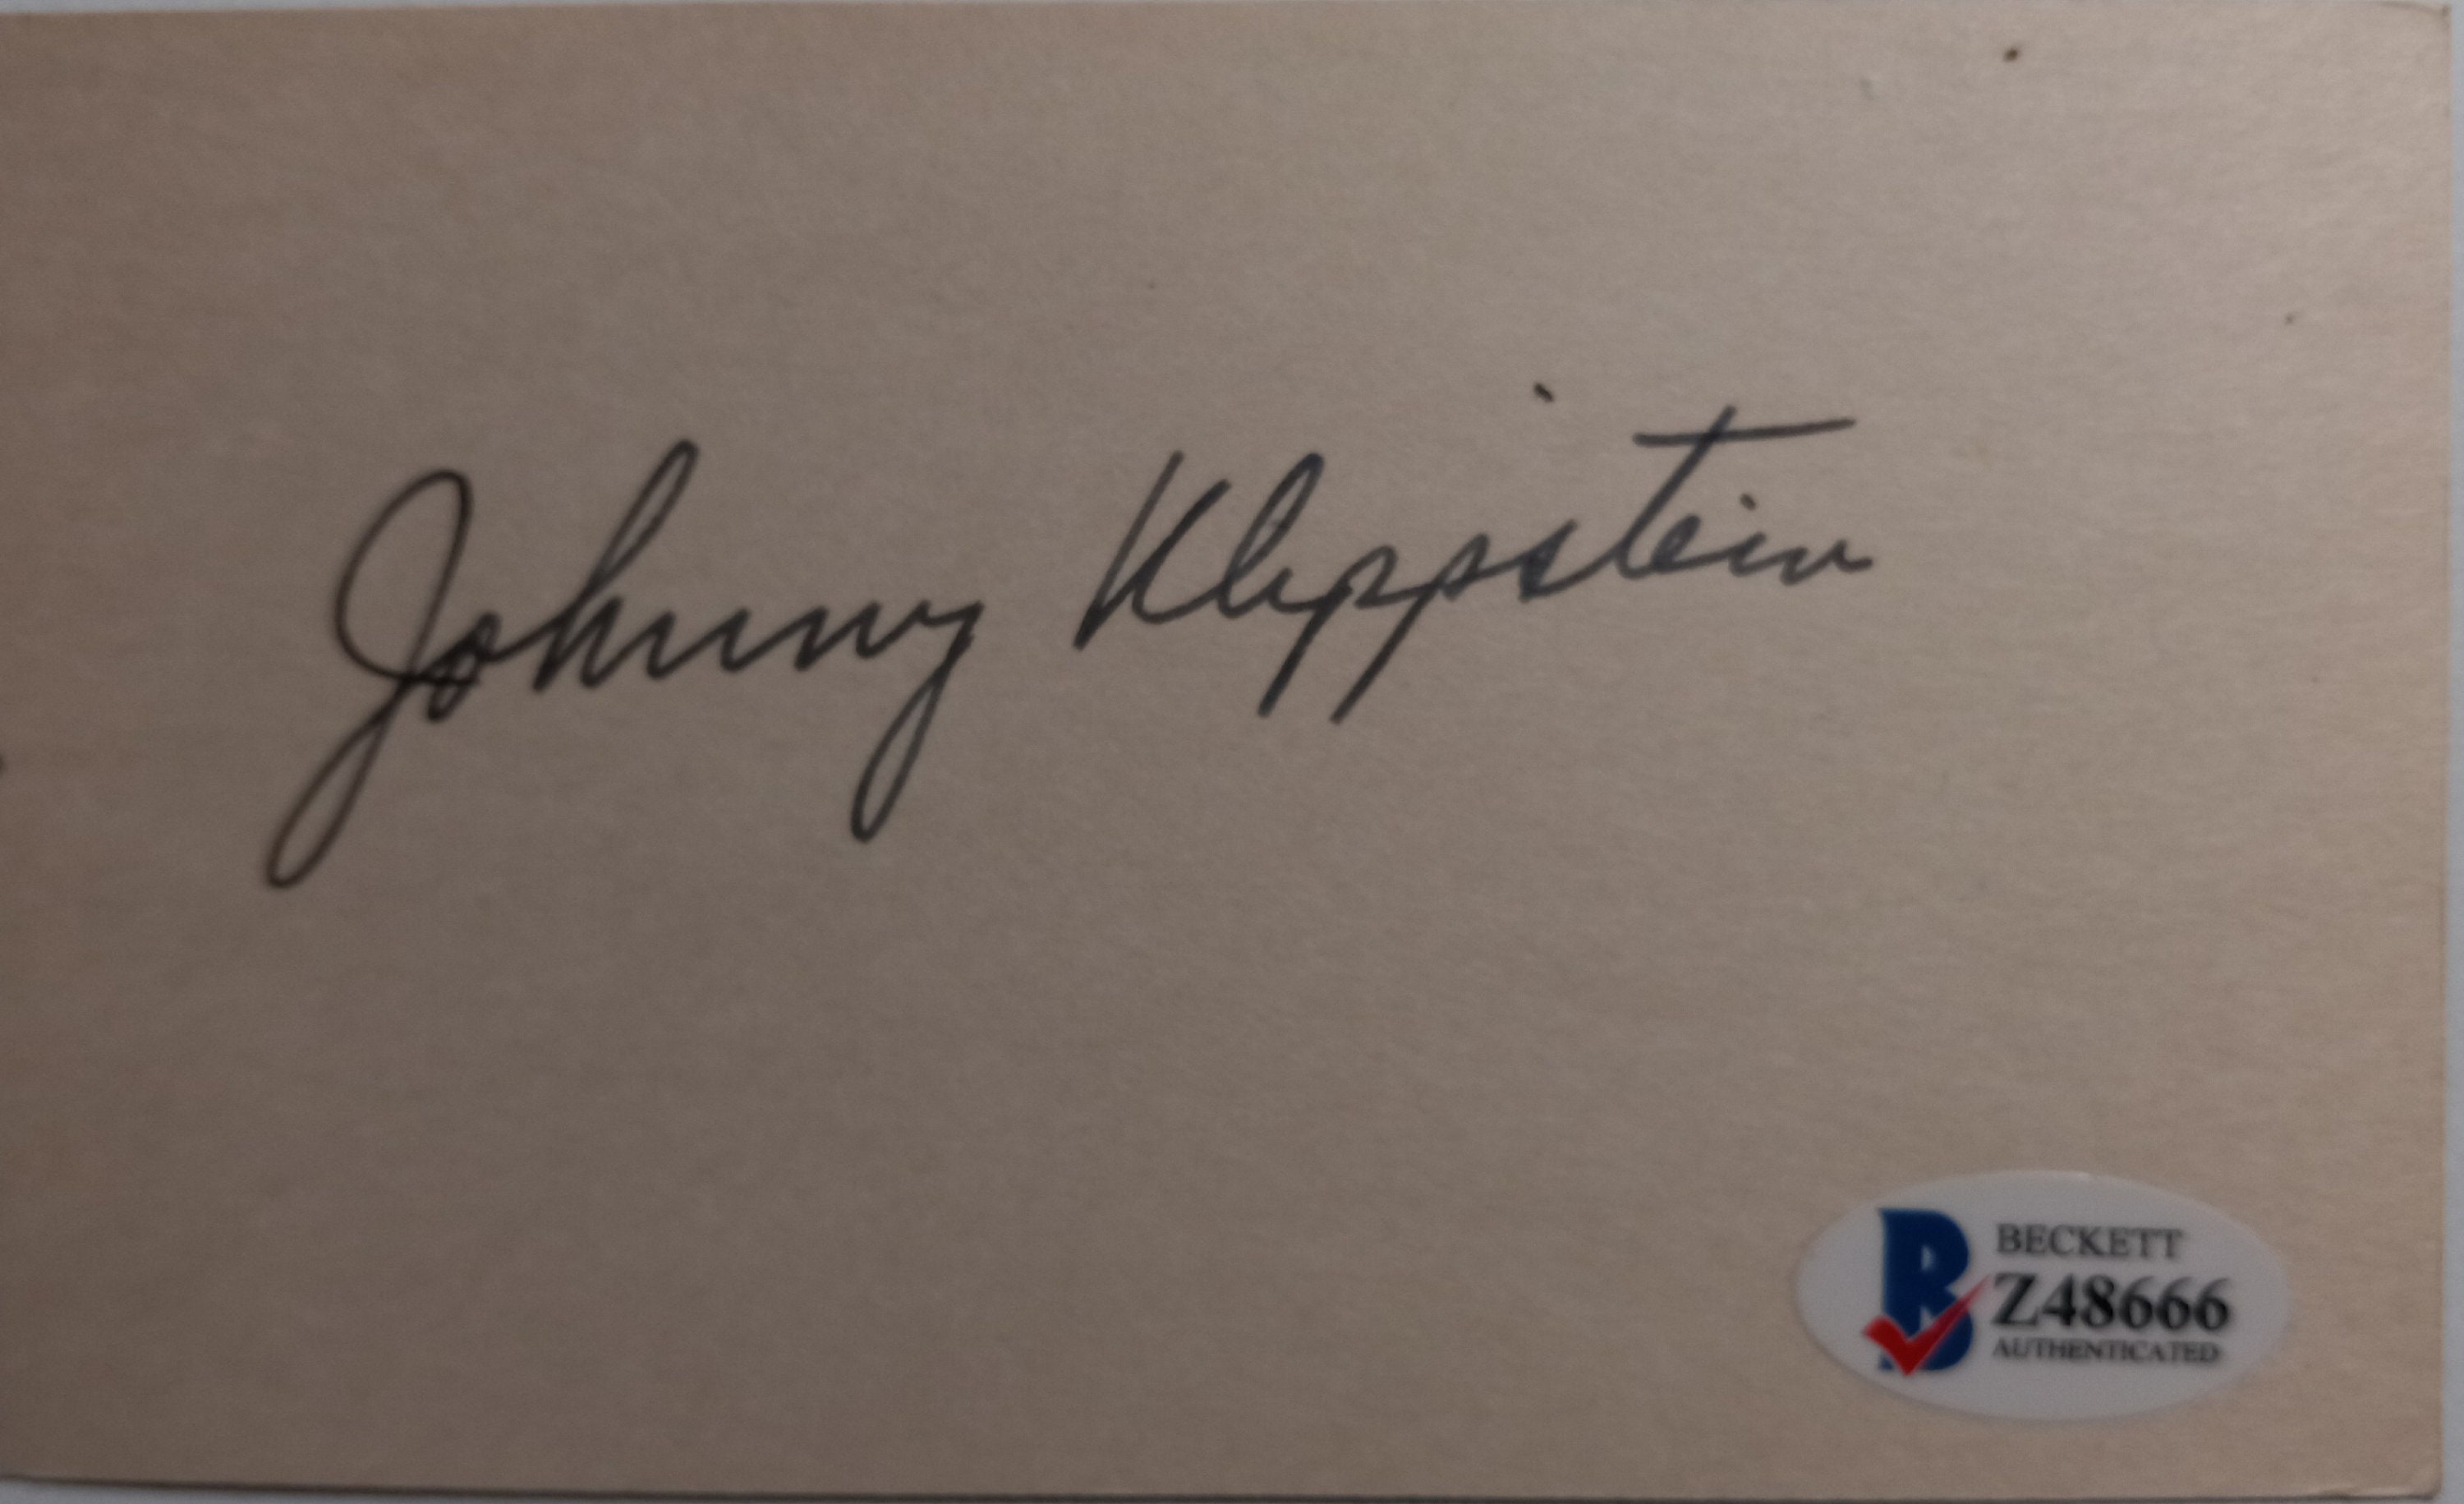 Johnny Klippstein
BECKETT
Z48666
AUTHENTICATED